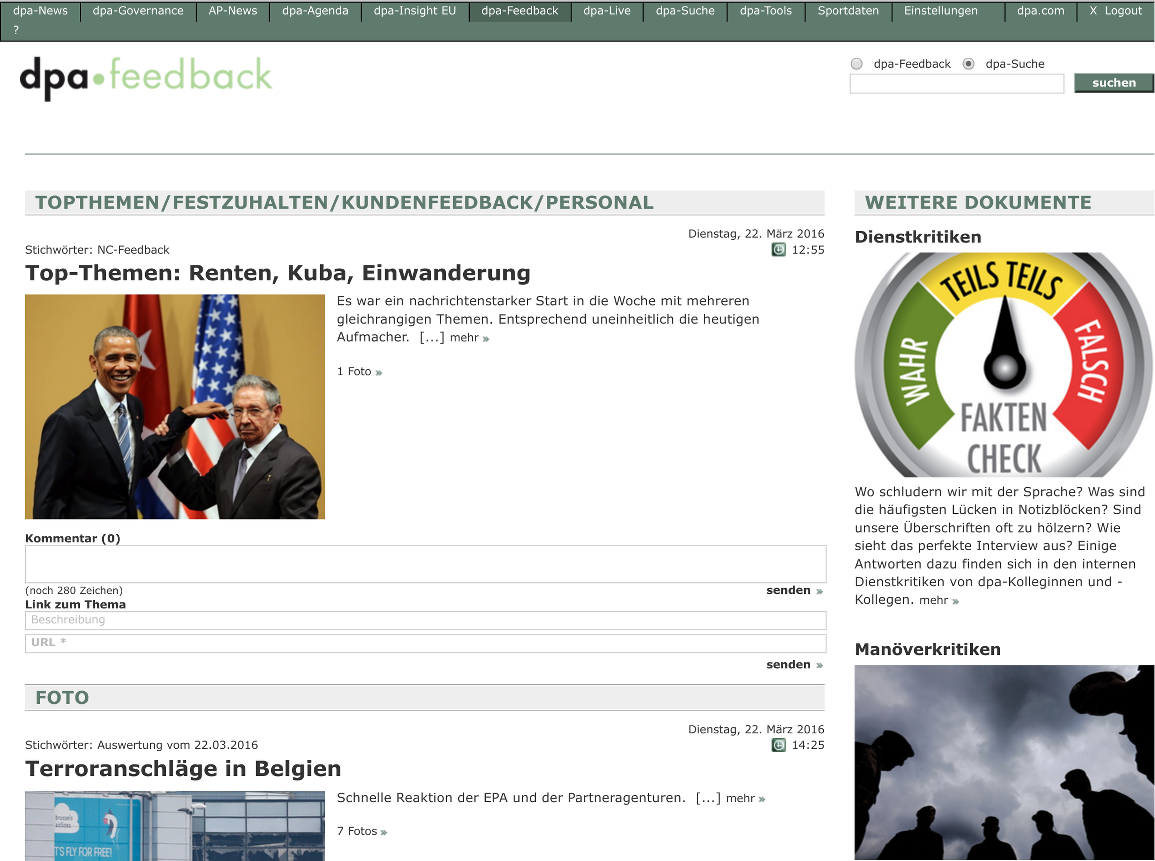 dpa-News dpa-Governance AP-News dpa-Agenda dpa-Insight EU dpa-Feedback dpa-Live dpa-Suche dpa-Tools Sportdaten Einstellungen dpa.com X Logout
?
dpa•feedback
dpa-Feedback dpa-Suche
suchen
TOPTHEMEN/FESTZUHALTEN/KUNDENFEEDBACK/PERSONAL
Dienstag, 22. März 2016
Stichwörter: NC-Feedback
12:55
Top-Themen: Renten, Kuba, Einwanderung
Es war ein nachrichtenstarker Start in die Woche mit mehreren
gleichrangigen Themen. Entsprechend uneinheitlich die heutigen
Aufmacher. [...] mehr »
1 Foto »
Kommentar (0)
(noch 280 Zeichen)
senden »
Link zum Thema
Beschreibung
URL *
senden »
FOTO
Dienstag, 22. März 2016
Stichwörter: Auswertung vom 22.03.2016
14:25
Terroranschläge in Belgien
brussels
airlines
T'S FLY FOR FREE!
Schnelle Reaktion der EPA und der Partneragenturen. [...] mehr »
7 Fotos »
WEITERE DOKUMENTE
Dienstkritiken
WAHR
TEILS TEILS
FALSCH
FAKTEN
CHECK
Wo schludern wir mit der Sprache? Was sind
die häufigsten Lücken in Notizblöcken? Sind
unsere Überschriften oft zu hölzern? Wie
sieht das perfekte Interview aus? Einige
Antworten dazu finden sich in den internen
Dienstkritiken von dpa-Kolleginnen und -
Kollegen. mehr »
Manöverkritiken